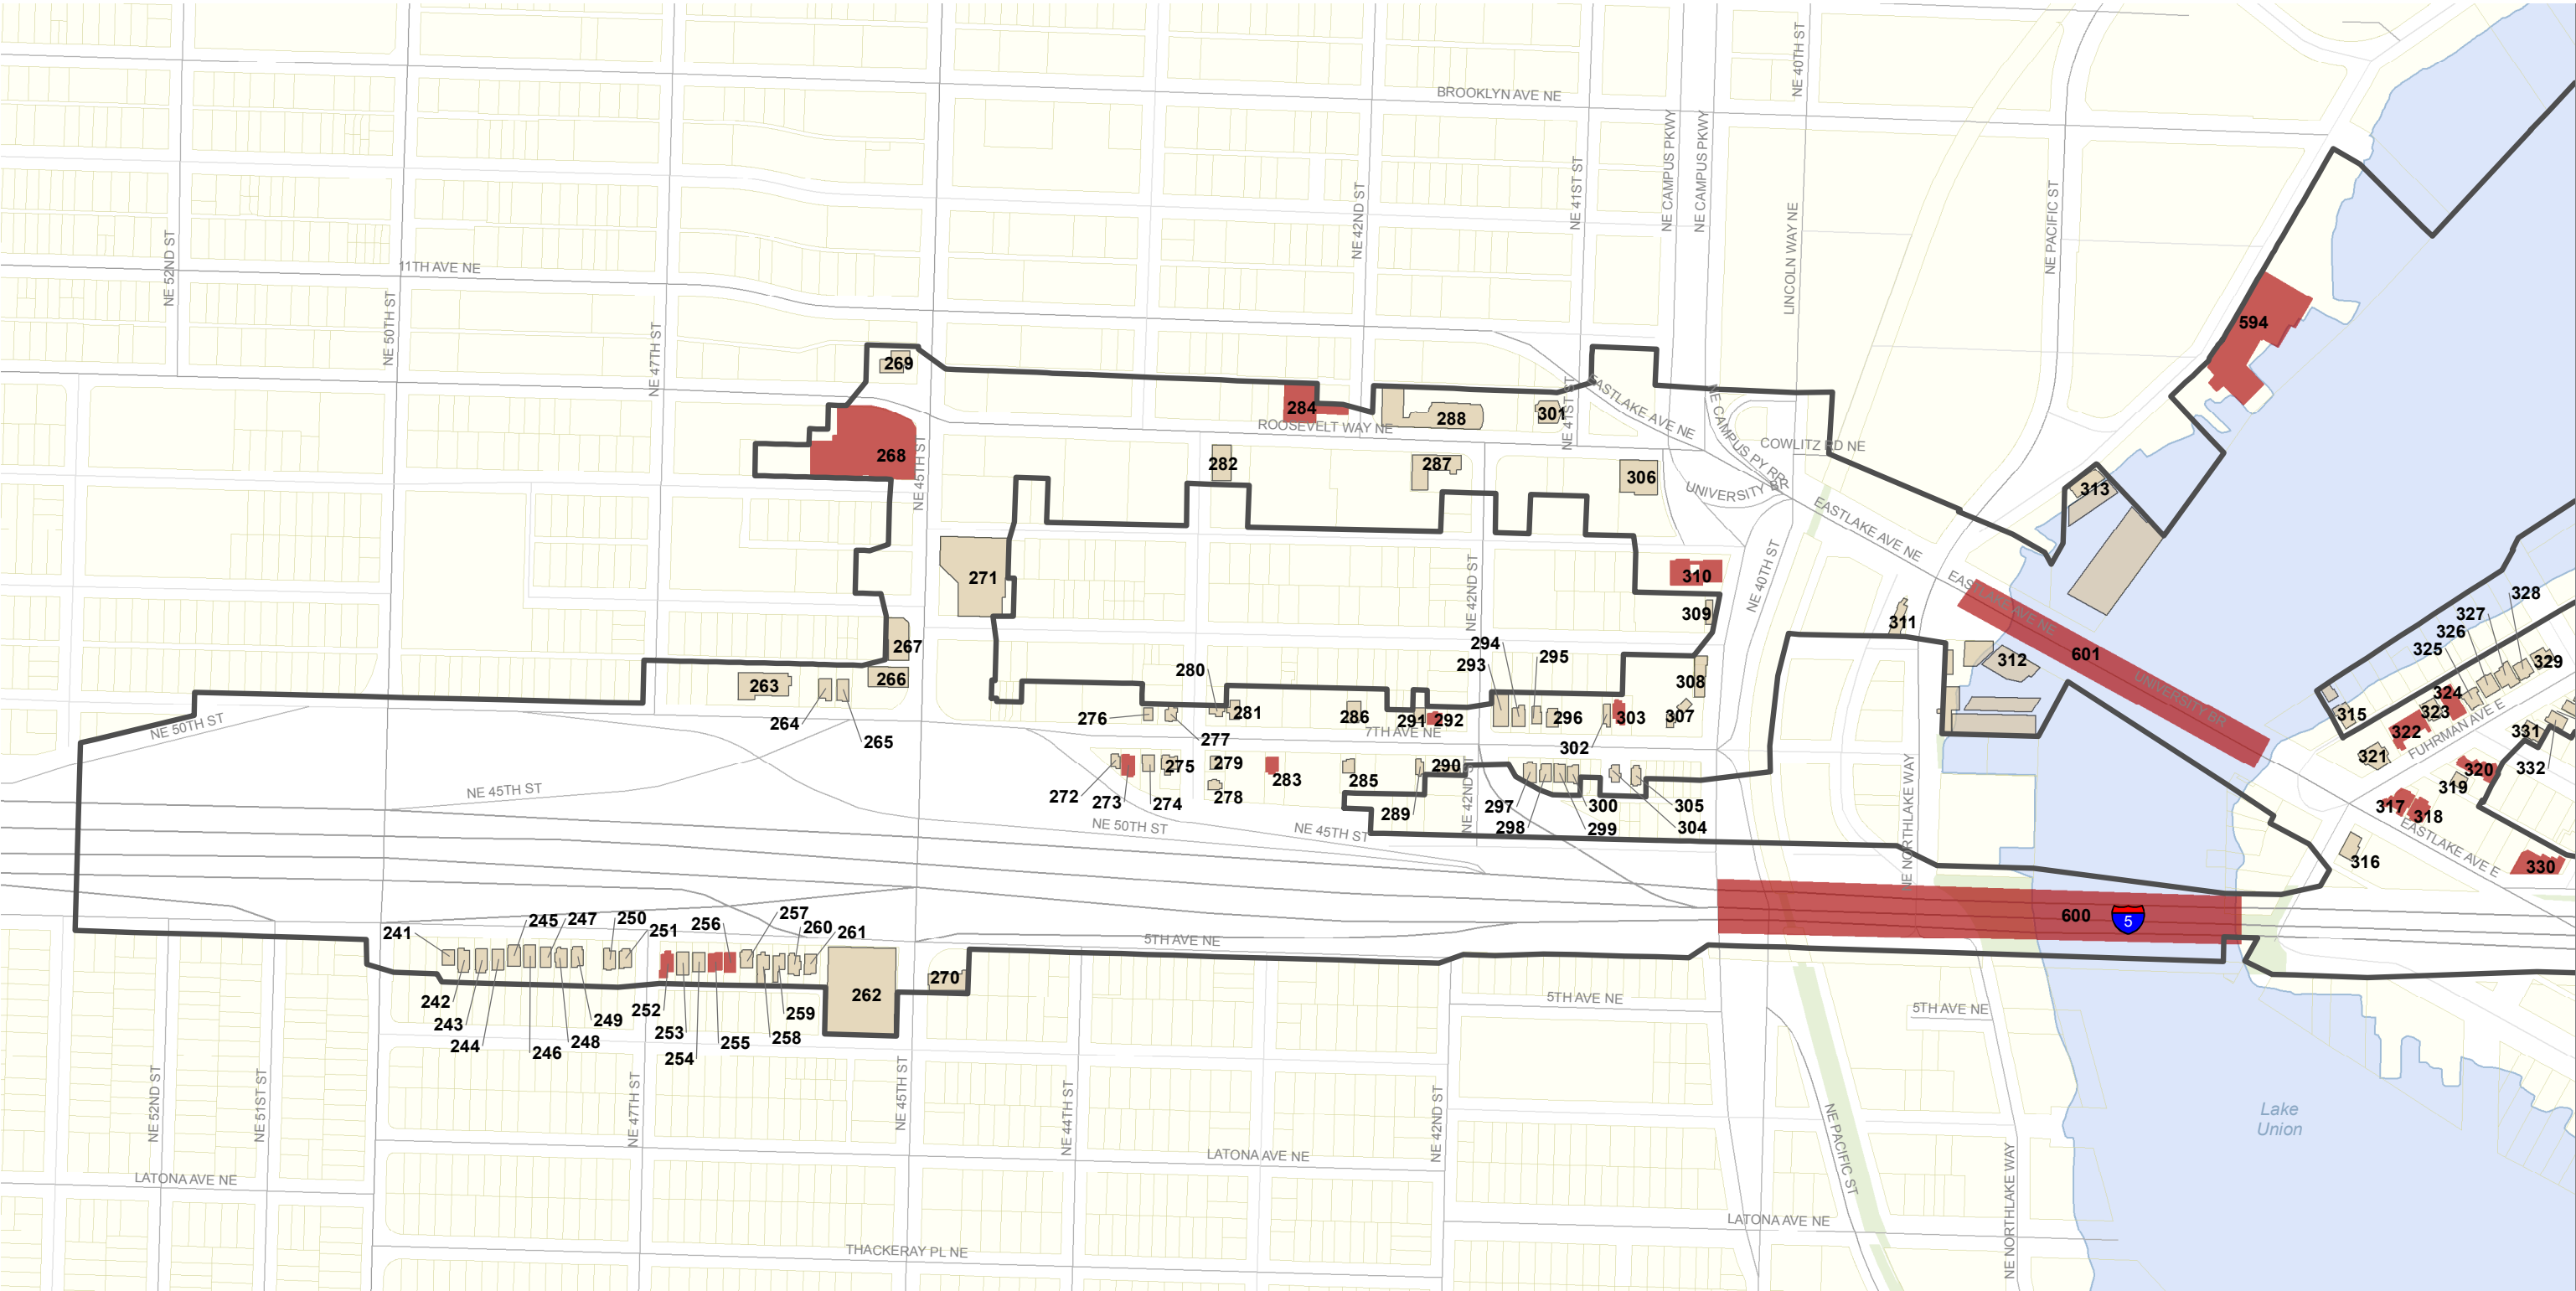 BROOKLYN AVE NE
NE 40TH ST
NE CAMPUS PKWY
NE CAMPUS PKWY
NE 41ST ST
NE 42ND ST
LINCOLN WAY NE
NE PACIFIC ST
NE 52ND ST
11TH AVE NE
NE 50TH ST
NE 47TH ST
269
594
284
288
301
NE 41ST ST
EASTLAKE AVE NE
NE CAMPUS PY RP
ROOSEVELT WAY NE
COWLITZ RD NE
268
NE 45TH ST
282
287
306
UNIVERSITY BR
313
EASTLAKE AVE NE
271
310
NE 42ND ST
NE 40TH ST
EASTLAKE AVE NE
309
311
328
327
326
325
329
267
294
293
295
280
312
601
UNIVERSITY BR
263
266
308
264
265
276
281
277
286
291
292
296
303
307
302
7TH AVE NE
324
323
315
322
FUHRMAN AVE E
331
321
332
NE 50TH ST
272
273
274
275
279
278
283
285
290
289
NE 42ND ST
297
298
300
299
305
304
320
319
317
318
NE 45TH ST
NE 50TH ST
NE 45TH ST
NE NORTHLAKE WAY
EASTLAKE AVE E
316
330
241
245
247
250
251
256
257
260
261
5TH AVE NE
600
5
242
243
244
246
248
249
252
253
254
255
258
259
262
270
5TH AVE NE
5TH AVE NE
NE 52ND ST
NE 51ST ST
NE 47TH ST
NE 45TH ST
NE 44TH ST
NE 42ND ST
NE PACIFIC ST
NE NORTHLAKE WAY
Lake
Union
LATONA AVE NE
LATONA AVE NE
LATONA AVE NE
THACKERAY PL NE